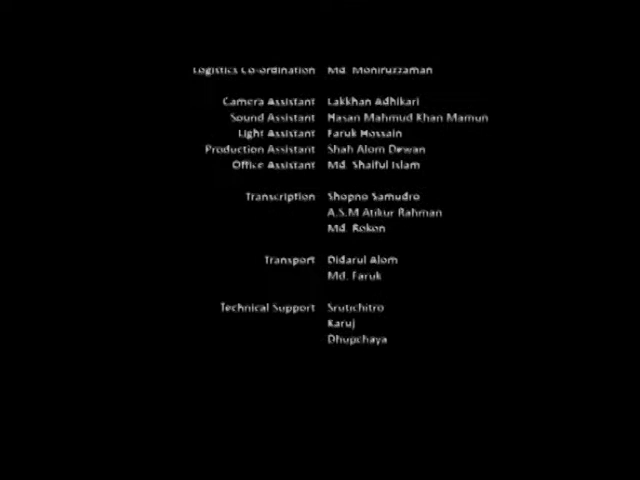 Logistics Co-ordination Md. Moniruzzaman
Camera Assistant Lakkhan Adhikari
Sound Assistant Hasan Mahmud Khan Mamun
Light Assistant Faruk Hossain
Production Assistant Shah Alom Dewan
Office Assistant Md. Shaiful Islam
Transcription Shopno Samudro
A.S.M Atikur Rahman
Md. Rokon
Transport Didarul Alom
Md. Faruk
Technical Support Srutichitro
Karuj
Dhupchaya